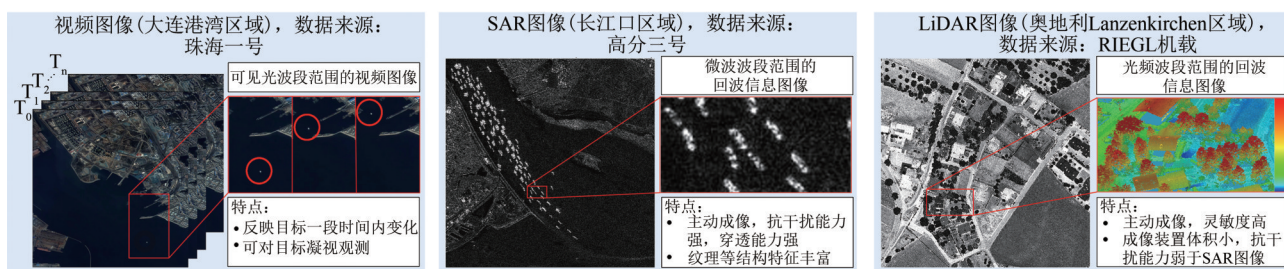 视频图像(大连港湾区域)，数据来源：
珠海一号
T0 T1 T2 ... Tn
可见光波段范围的视频图像
特点：
• 反映目标一段时间内变化
• 可对目标凝视观测
SAR图像(长江口区域)，数据来源：
高分三号
微波波段范围的
回波信息图像
特点：
• 主动成像，抗干扰能力
强，穿透能力强
• 纹理等结构特征丰富
LiDAR图像(奥地利Lanzenkirchen区域)，
数据来源：RIEGL机载
光频波段范围的回波
信息图像
特点：
• 主动成像，灵敏度高
• 成像装置体积小，抗干
扰能力弱于SAR图像